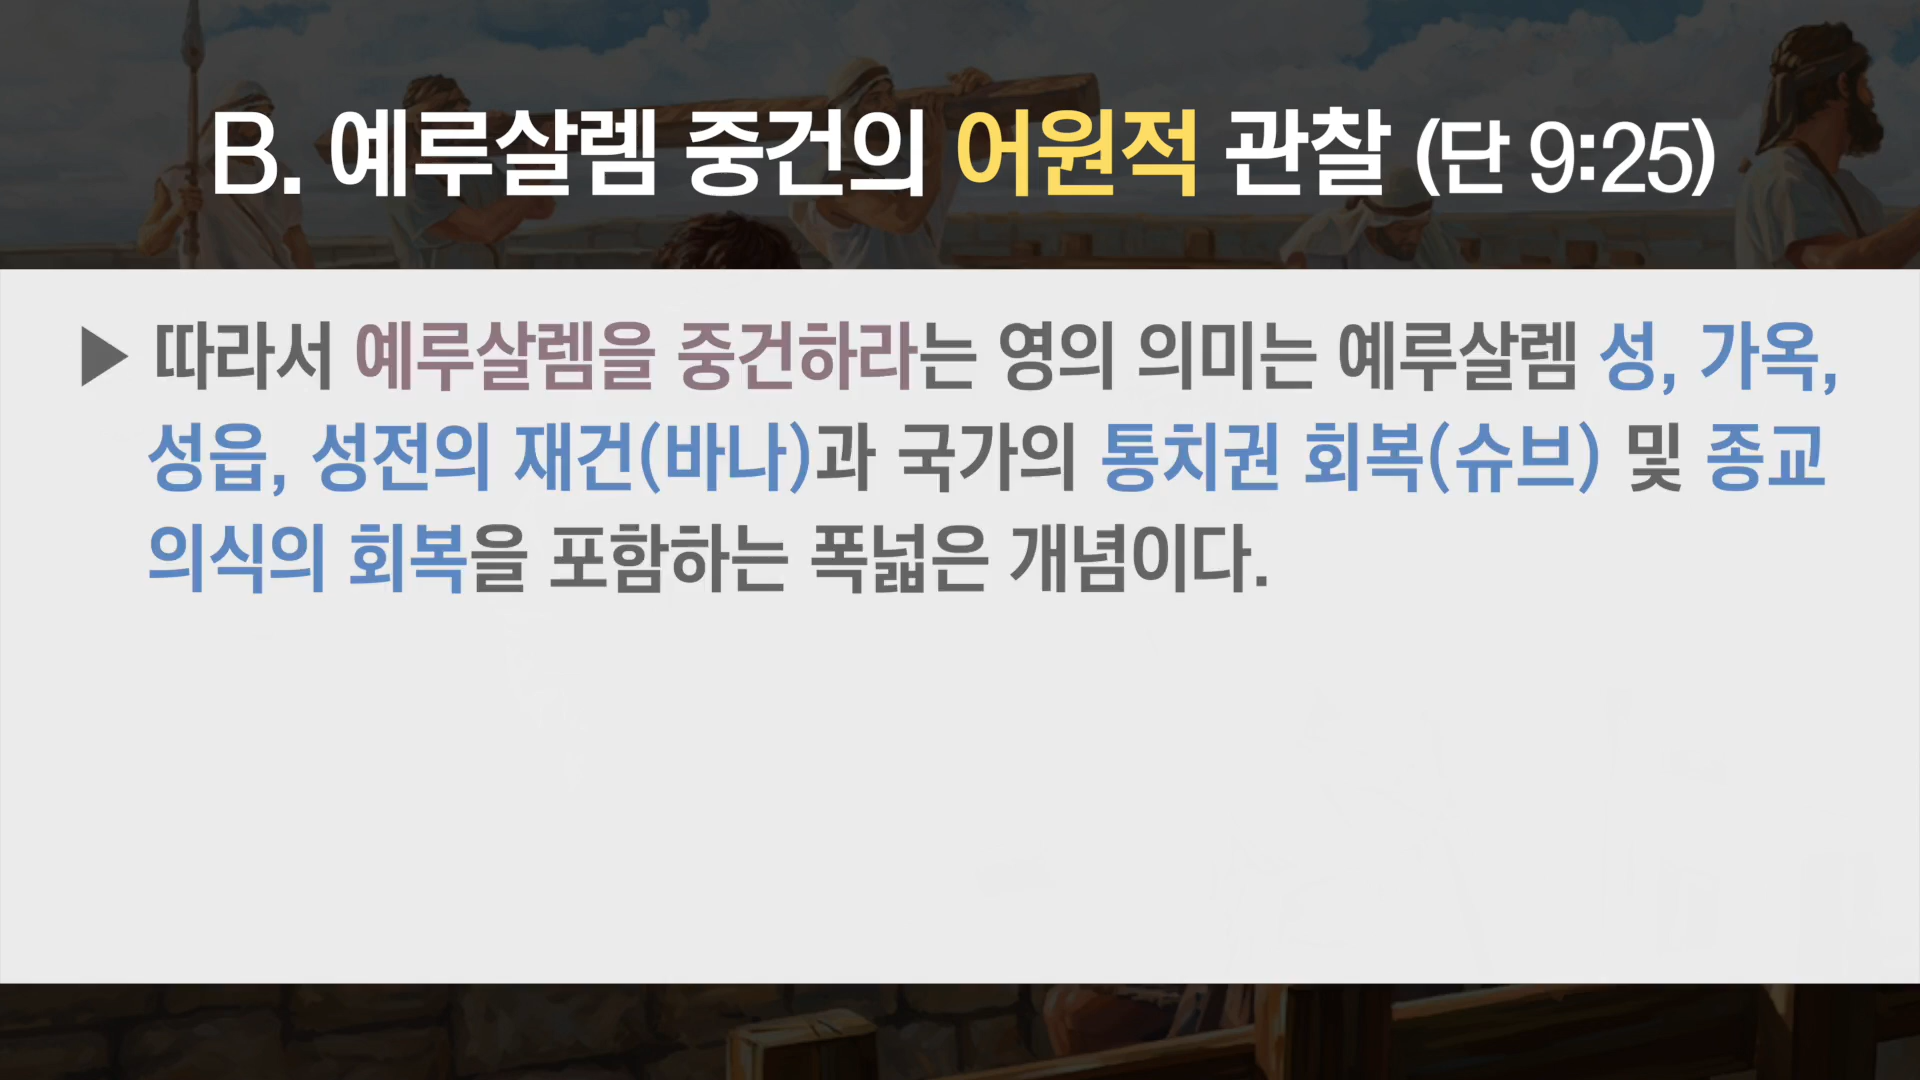 B. 예루살렘 중건의 어원적 관찰 (단 9:25)
▶ 따라서 예루살렘을 중건하라는 영의 의미는 예루살렘 성, 가옥,
성읍, 성전의 재건(바나)과 국가의 통치권 회복(슈브) 및 종교
의식의 회복을 포함하는 폭넓은 개념이다.